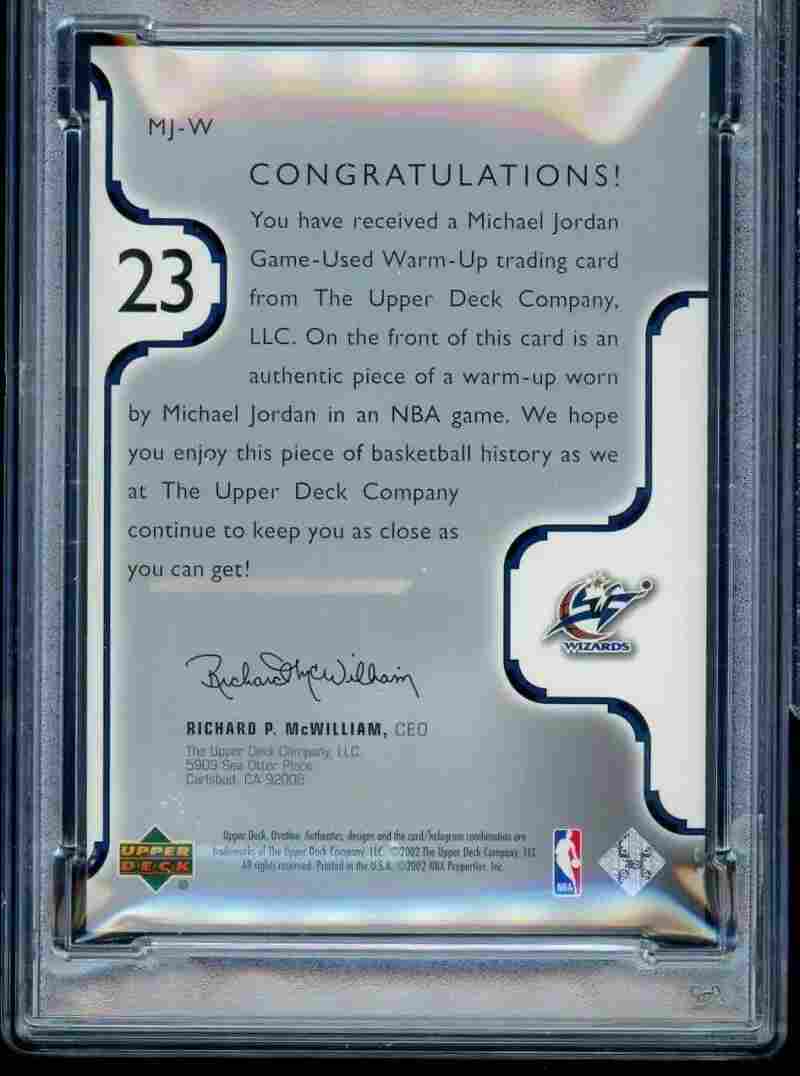 MJ-W
CONGRATULATIONS!
You have received a Michael Jordan
23
Game-Used Warm-Up trading card
from The Upper Deck Company,
LLC. On the front of this card is an
authentic piece of a warm-up worn
by Michael Jordan in an NBA game. We hope
you enjoy this piece of basketball history as we
at The Upper Deck Company
continue to keep you as close as
you can get!
WIZARDS
Richard McWilliam
RICHARD P. McWILLIAM, CEO
The Upper Deck Company, LLC.
5909 Sea Otter Place
Carlsbad, CA 92008
UPPER
DECK
®
Upper Deck, Ovation, Authentics, designs and the card/hologram combination are
trademarks of The Upper Deck Company, LLC. ©2002 The Upper Deck Company, LLC
All rights reserved. Printed in the U.S.A. ©2002 NBA Properties, Inc.
NBA